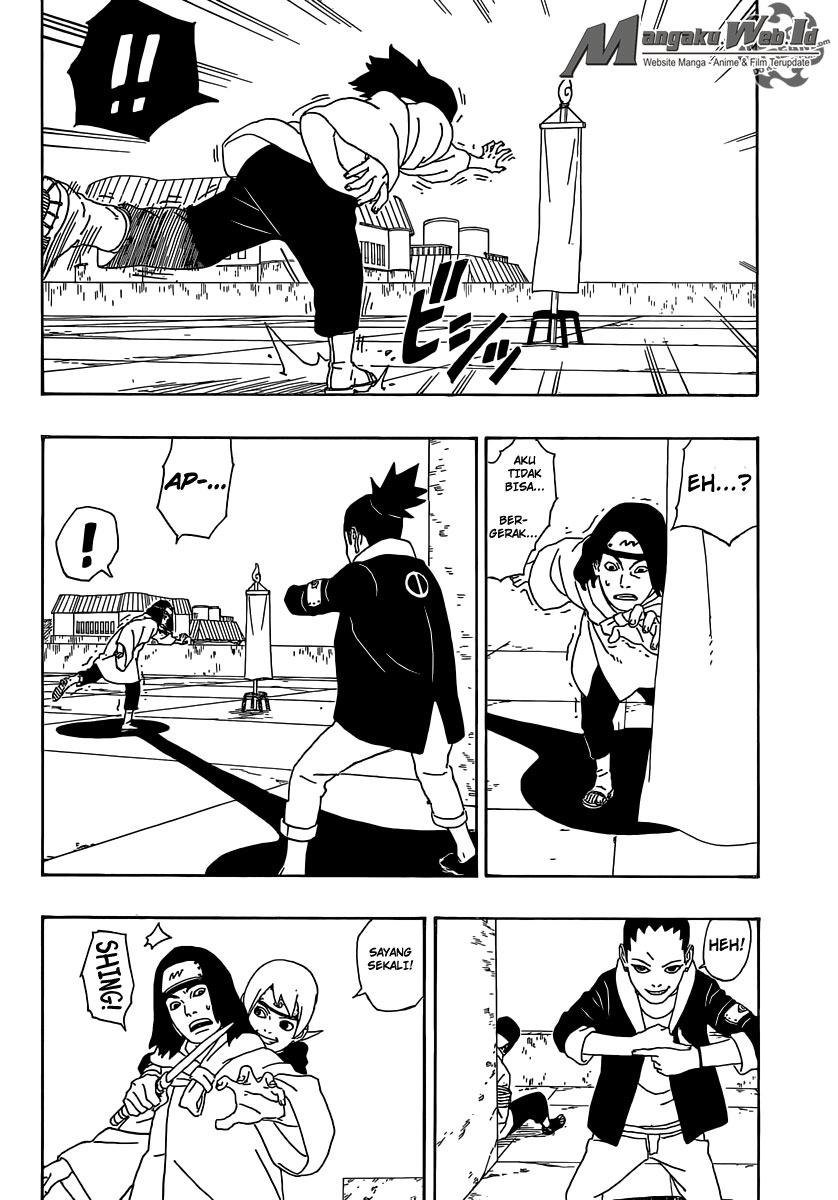 Mangaku Web Id
Website Manga - Anime & Film Terupdate
!!
ビシッ
EH...?
AKU
TIDAK
BISA...
BER-
GERAK...
AP-...
!
HEH!
SAYANG
SEKALI!
SHING!